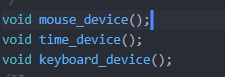 void mouse_device();
void time_device();
void keyboard_device();
/**